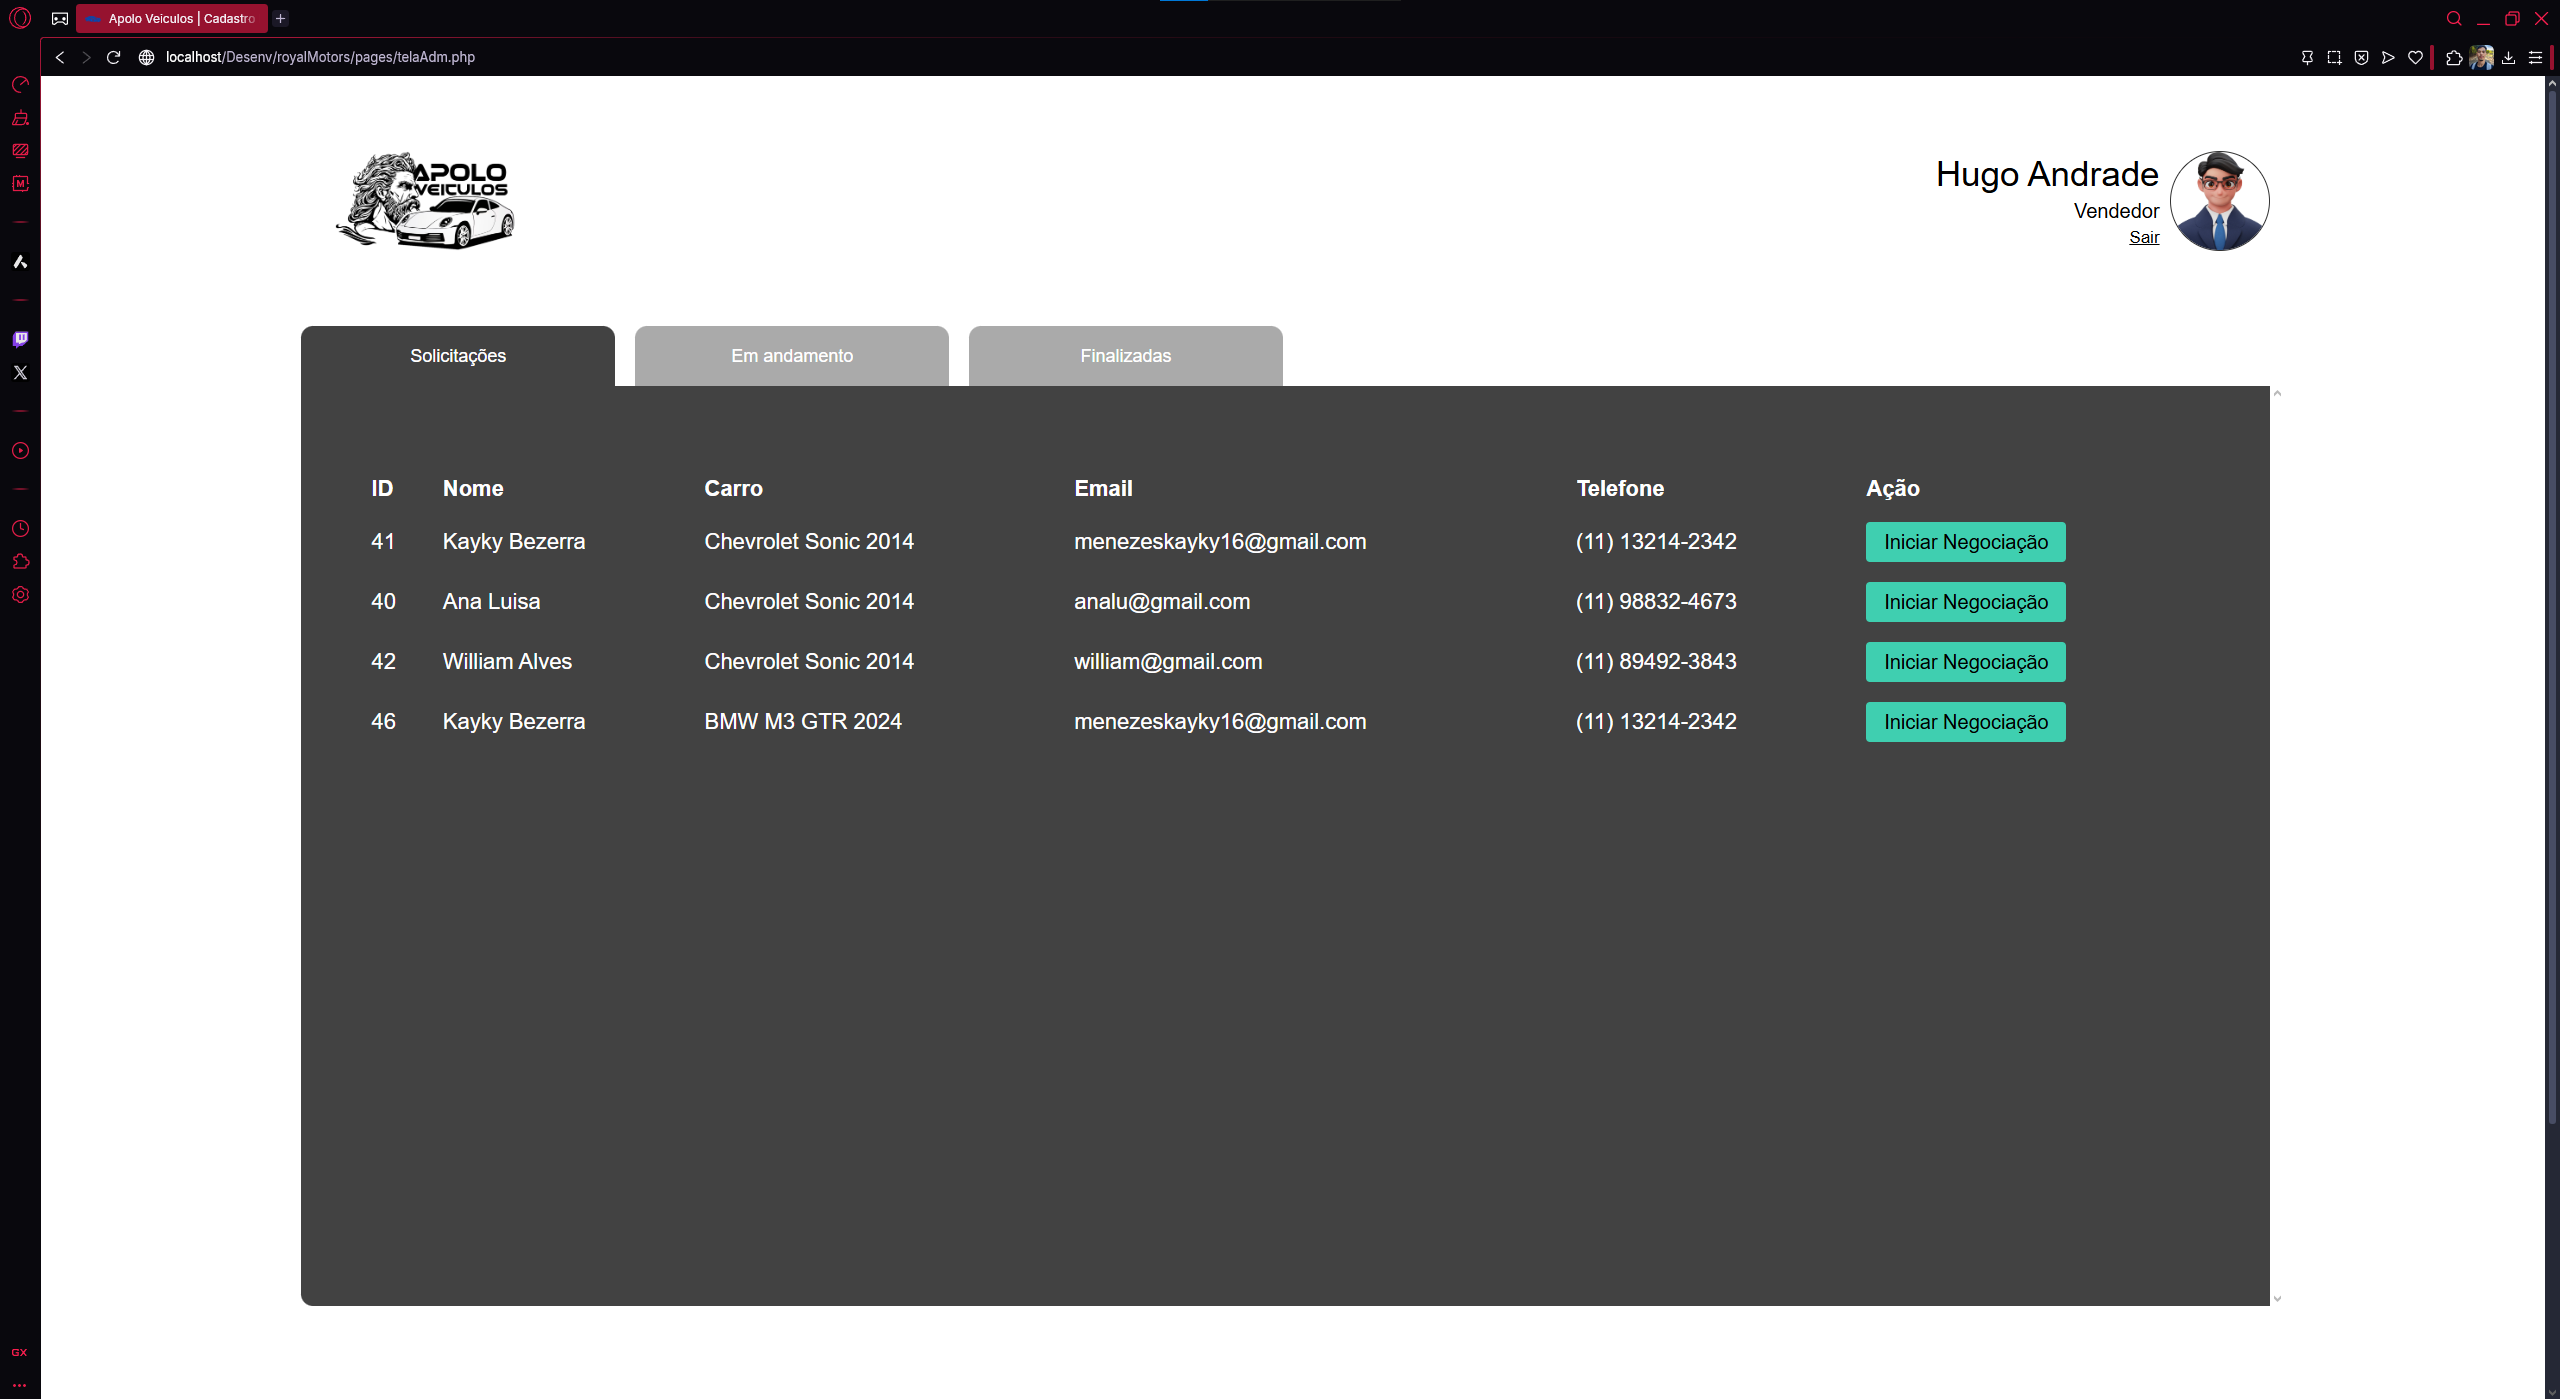 Apolo Veículos | Cadastro
localhost/Desenv/royalMotors/pages/telaAdm.php
APOLO
VEICULOS
Hugo Andrade
Vendedor
Sair
Solicitações Em andamento Finalizadas
ID Nome Carro Email Telefone Ação
41 Kayky Bezerra Chevrolet Sonic 2014 menezeskayky16@gmail.com (11) 13214-2342 Iniciar Negociação
40 Ana Luisa Chevrolet Sonic 2014 analu@gmail.com (11) 98832-4673 Iniciar Negociação
42 William Alves Chevrolet Sonic 2014 william@gmail.com (11) 89492-3843 Iniciar Negociação
46 Kayky Bezerra BMW M3 GTR 2024 menezeskayky16@gmail.com (11) 13214-2342 Iniciar Negociação
GX